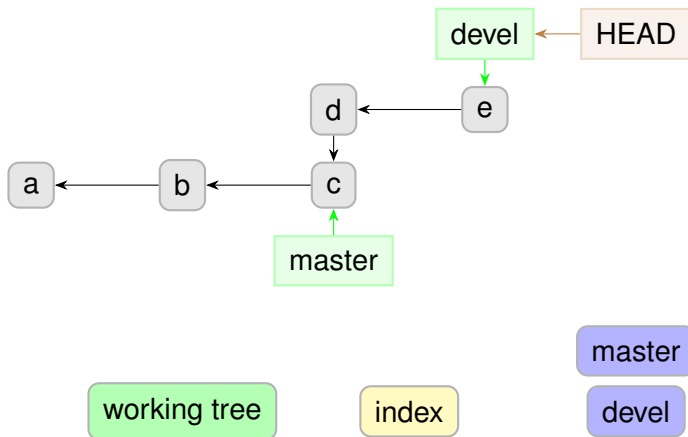 devel
HEAD
d
e
a
b
c
master
master
working tree
index
devel